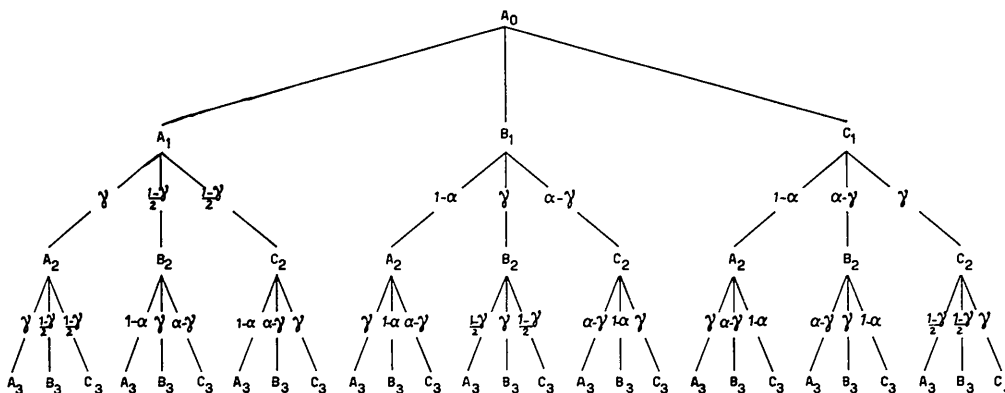 A₀
A₁ B₁ C₁
γ 1-γ/2 1-γ/2 1-α γ α-γ 1-α α-γ γ
A₂ B₂ C₂ A₂ B₂ C₂ A₂ B₂ C₂
γ 1-γ/2 1-γ/2 1-α γ α-γ 1-α α-γ γ γ 1-α α-γ 1-γ/2 γ 1-γ/2 α-γ 1-α γ γ α-γ 1-α α-γ γ 1-α 1-γ/2 1-γ/2 γ
A₃ B₃ C₃ A₃ B₃ C₃ A₃ B₃ C₃ A₃ B₃ C₃ A₃ B₃ C₃ A₃ B₃ C₃ A₃ B₃ C₃ A₃ B₃ C₃ A₃ B₃ C₃